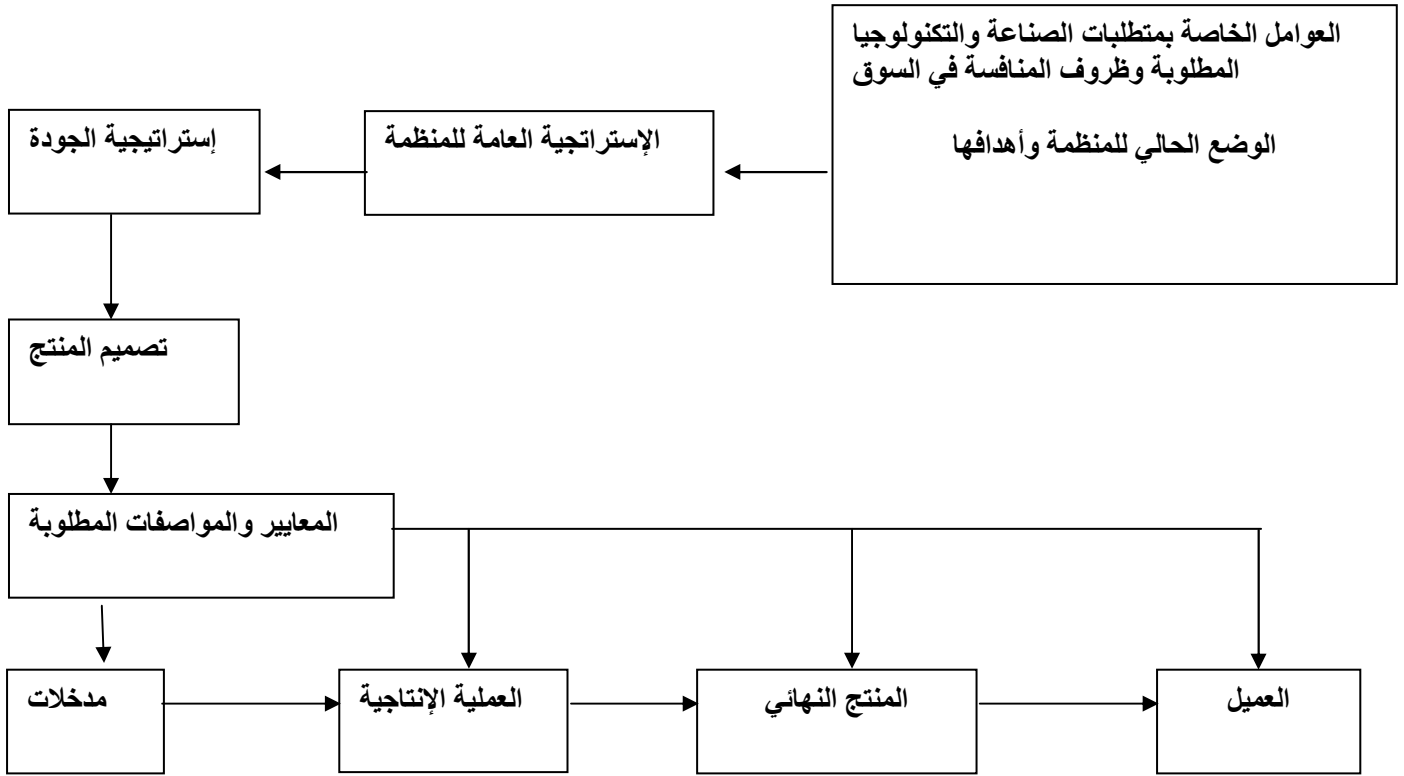 العوامل الخاصة بمتطلبات الصناعة والتكنولوجيا
المطلوبة وظروف المنافسة في السوق
الوضع الحالي للمنظمة وأهدافها
الإستراتجية العامة للمنظمة
إستراتيجية الجودة
تصميم المنتج
المعايير والمواصفات المطلوبة
مدخلات
العملية الإنتاجية
المنتج النهائي
العميل